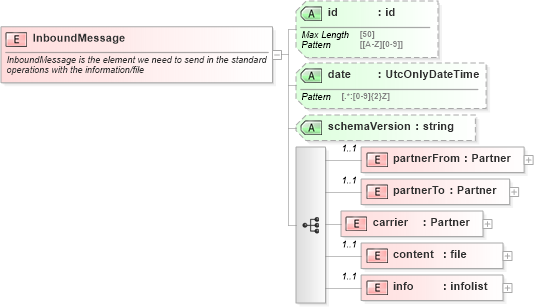 E InboundMessage
InboundMessage is the element we need to send in the standard
operations with the information/file
A id : id
Max Length [50]
Pattern [[A-Z][0-9]]
A date : UtcOnlyDateTime
Pattern [.*:[0-9]{2}Z]
A schemaVersion : string
1..1
E partnerFrom : Partner
1..1
E partnerTo : Partner
E carrier : Partner
1..1
E content : file
1..1
E info : infolist